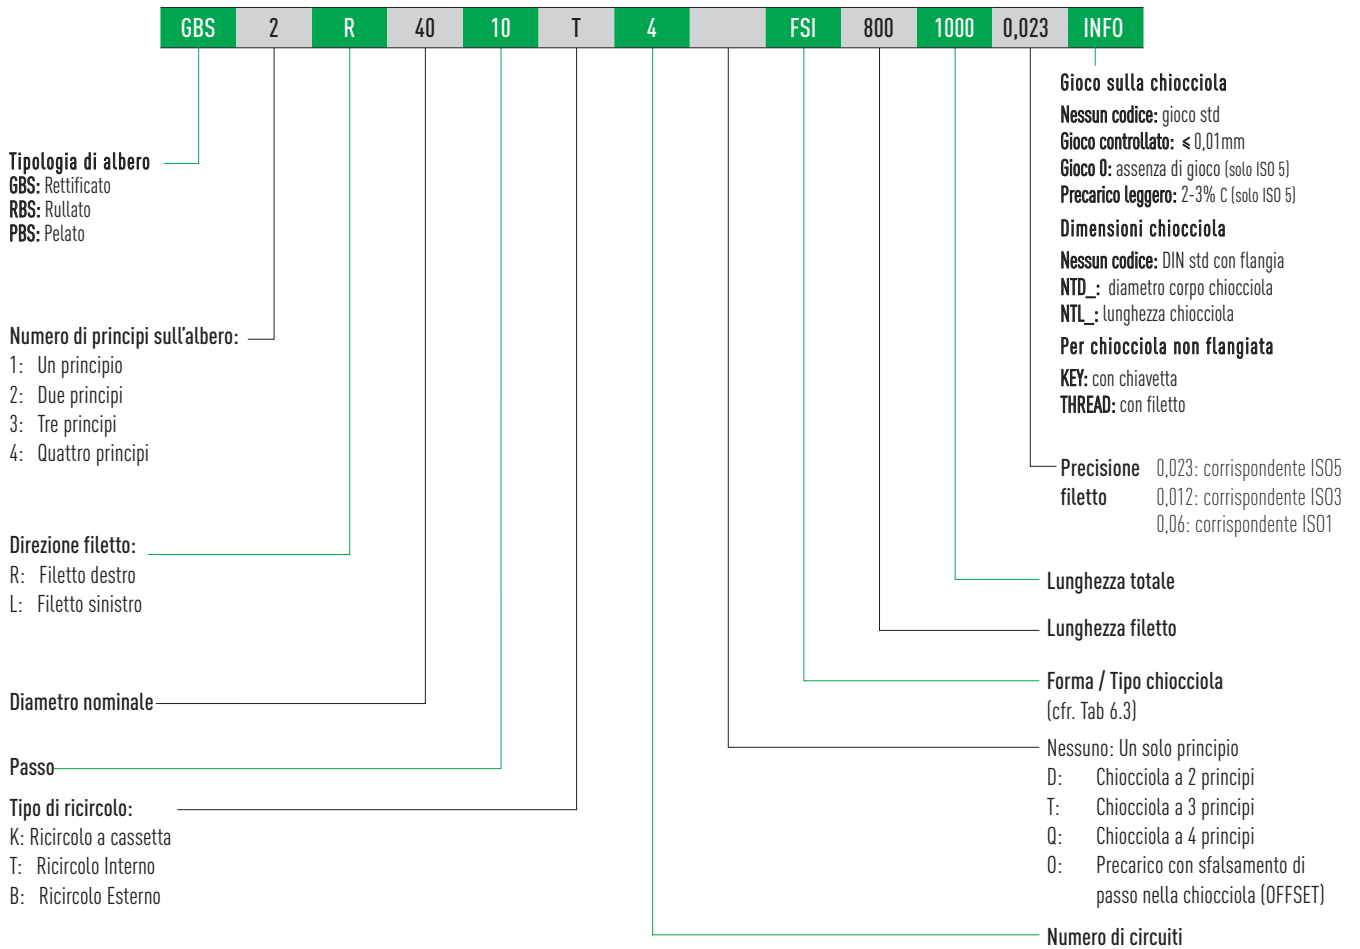 GBS 2 R 40 10 T 4 FSI 800 1000 0,023 INFO
Tipologia di albero
GBS: Rettificato
RBS: Rullato
PBS: Pelato
Numero di principi sull'albero:
1: Un principio
2: Due principi
3: Tre principi
4: Quattro principi
Direzione filetto:
R: Filetto destro
L: Filetto sinistro
Diametro nominale
Passo
Tipo di ricircolo:
K: Ricircolo a cassetta
T: Ricircolo Interno
B: Ricircolo Esterno
Gioco sulla chiocciola
Nessun codice: gioco std
Gioco controllato: ⩽ 0,01mm
Gioco 0: assenza di gioco (solo ISO 5)
Precarico leggero: 2-3% C (solo ISO 5)
Dimensioni chiocciola
Nessun codice: DIN std con flangia
NTD_: diametro corpo chiocciola
NTL_: lunghezza chiocciola
Per chiocciola non flangiata
KEY: con chiavetta
THREAD: con filetto
Precisione 0,023: corrispondente ISO5
filetto 0,012: corrispondente ISO3
0,06: corrispondente ISO1
Lunghezza totale
Lunghezza filetto
Forma / Tipo chiocciola
(cfr. Tab 6.3)
Nessuno: Un solo principio
D: Chiocciola a 2 principi
T: Chiocciola a 3 principi
Q: Chiocciola a 4 principi
O: Precarico con sfalsamento di
passo nella chiocciola (OFFSET)
Numero di circuiti